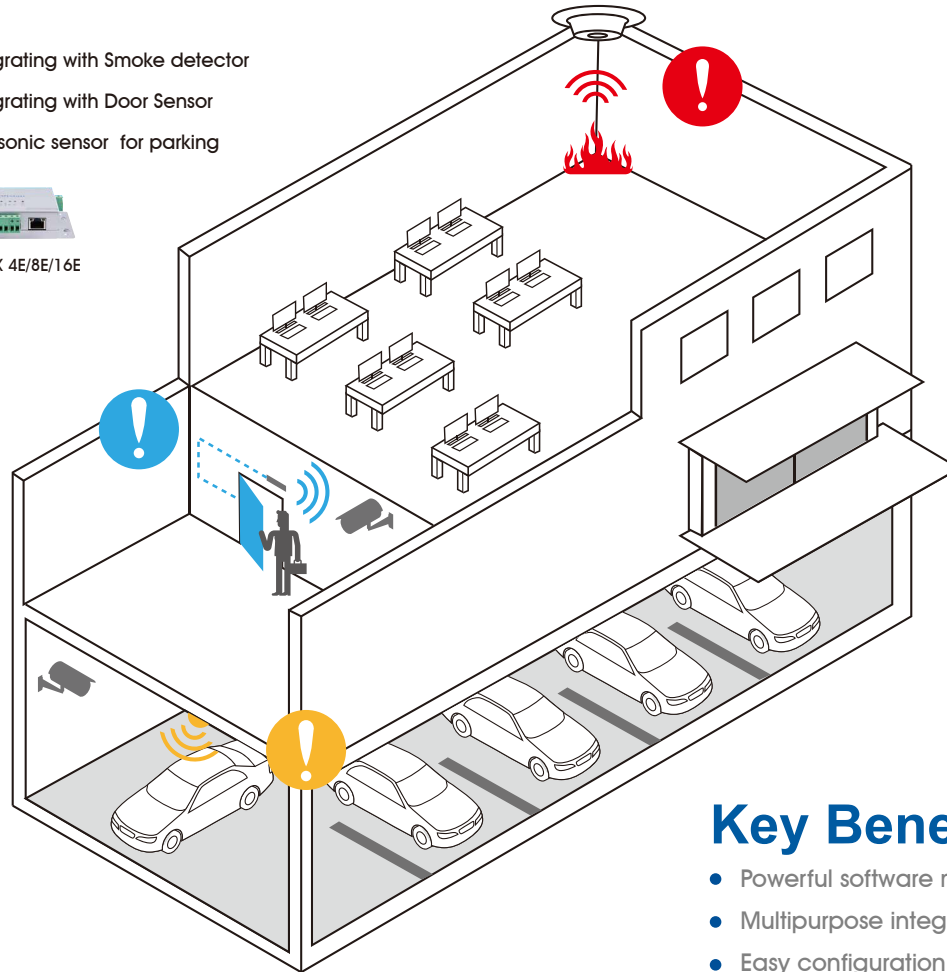 grating with Smoke detector
grating with Door Sensor
sonic sensor for parking
4E/8E/16E
Key Bene
Powerful software
Multipurpose integ
Easy configuration